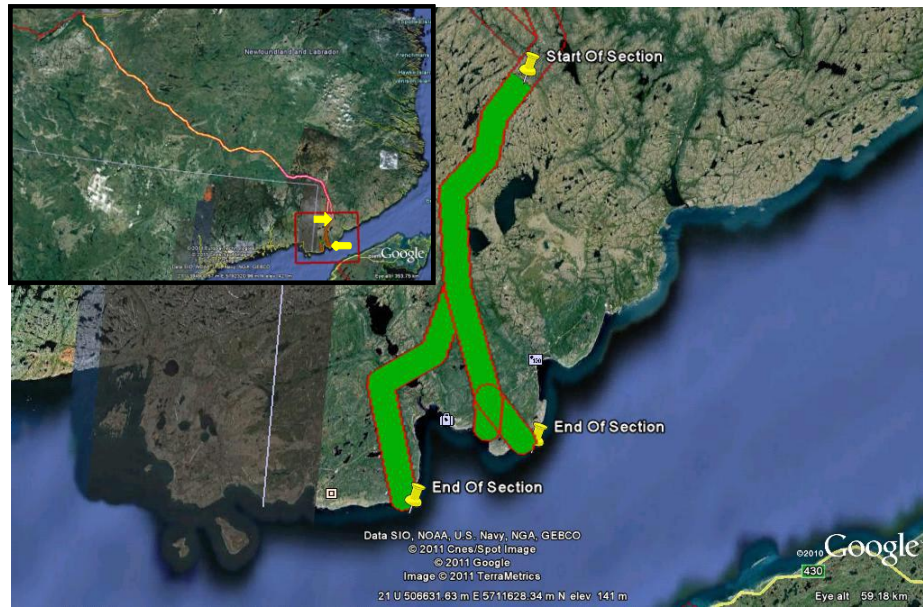 Newfoundland and Labrador
Google
Start Of Section
End Of Section
End Of Section
Data SIO, NOAA, U.S. Navy, NGA, GEBCO
© 2011 Cnes/Spot Image
© 2011 Google
Image © 2011 TerraMetrics
©2010 Google
430
21 U 506631.63 m E 5711628.34 m N elev 141 m
Eye alt 59.18 km